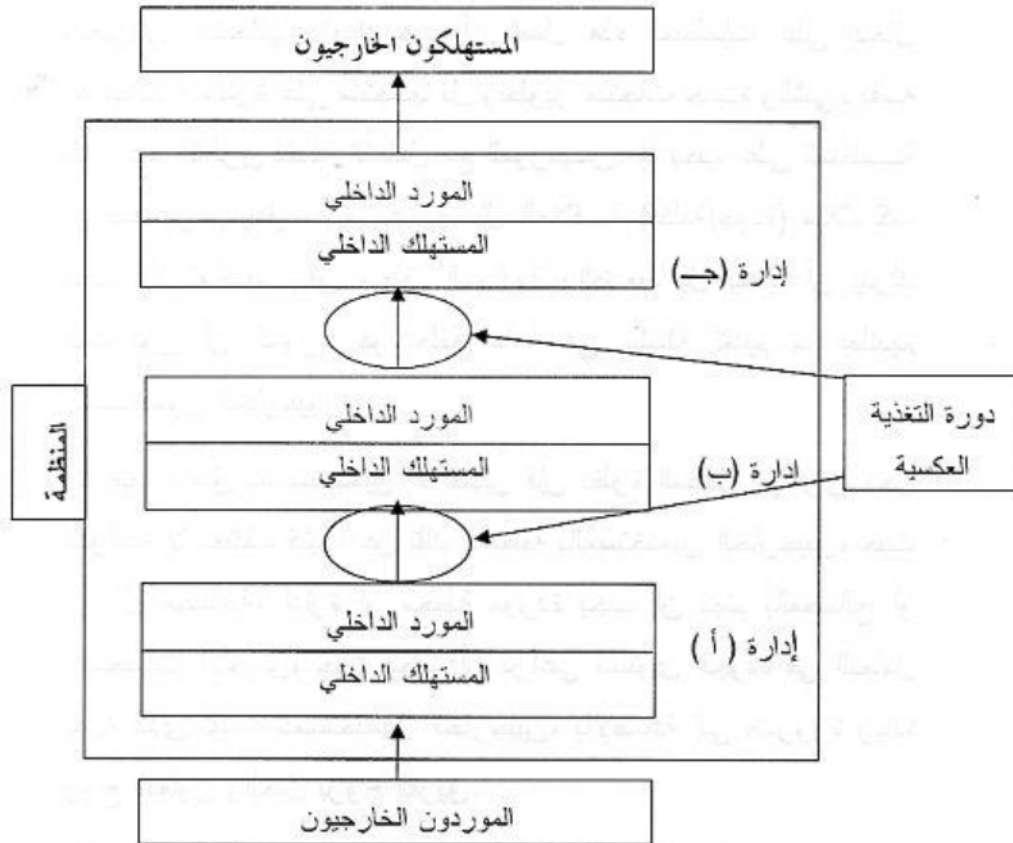 المستهلكون الخارجيون
المورد الداخلي
المستهلك الداخلي
إدارة (جـ)
المورد الداخلي
المستهلك الداخلي
إدارة (ب)
دورة التغذية
العكسية
المنظمة
المورد الداخلي
المستهلك الداخلي
إدارة ( أ )
الموردون الخارجيون